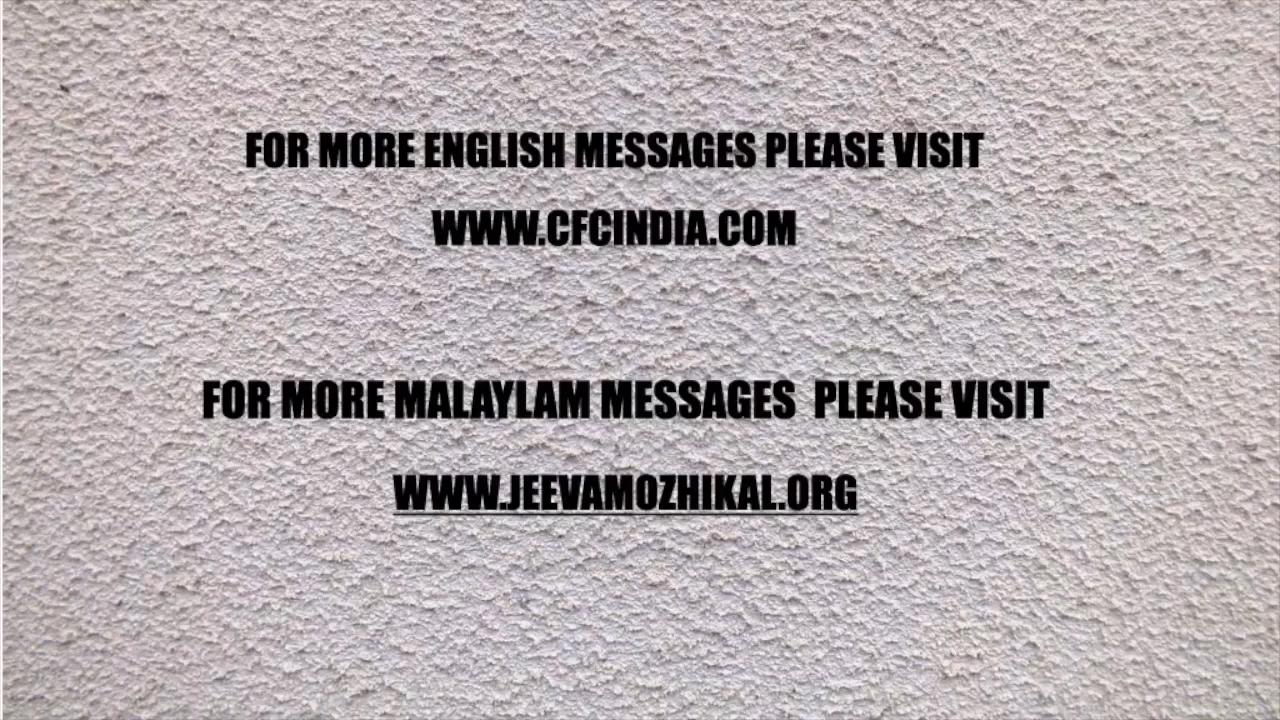 FOR MORE ENGLISH MESSAGES PLEASE VISIT
WWW.CFCINDIA.COM
FOR MORE MALAYLAM MESSAGES PLEASE VISIT
WWW.JEEVAMOZHIKAL.ORG